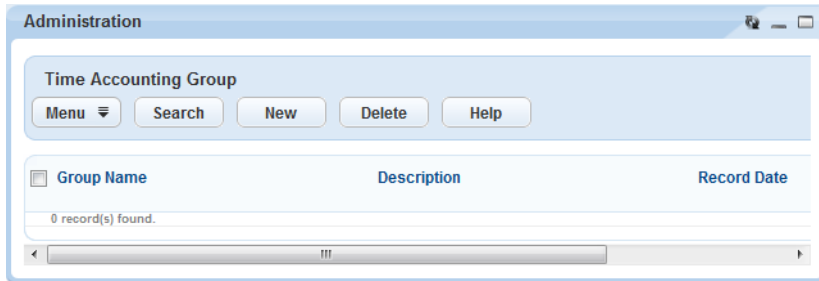 Administration
Time Accounting Group
Menu Search New Delete Help
Group Name Description Record Date
0 record(s) found.